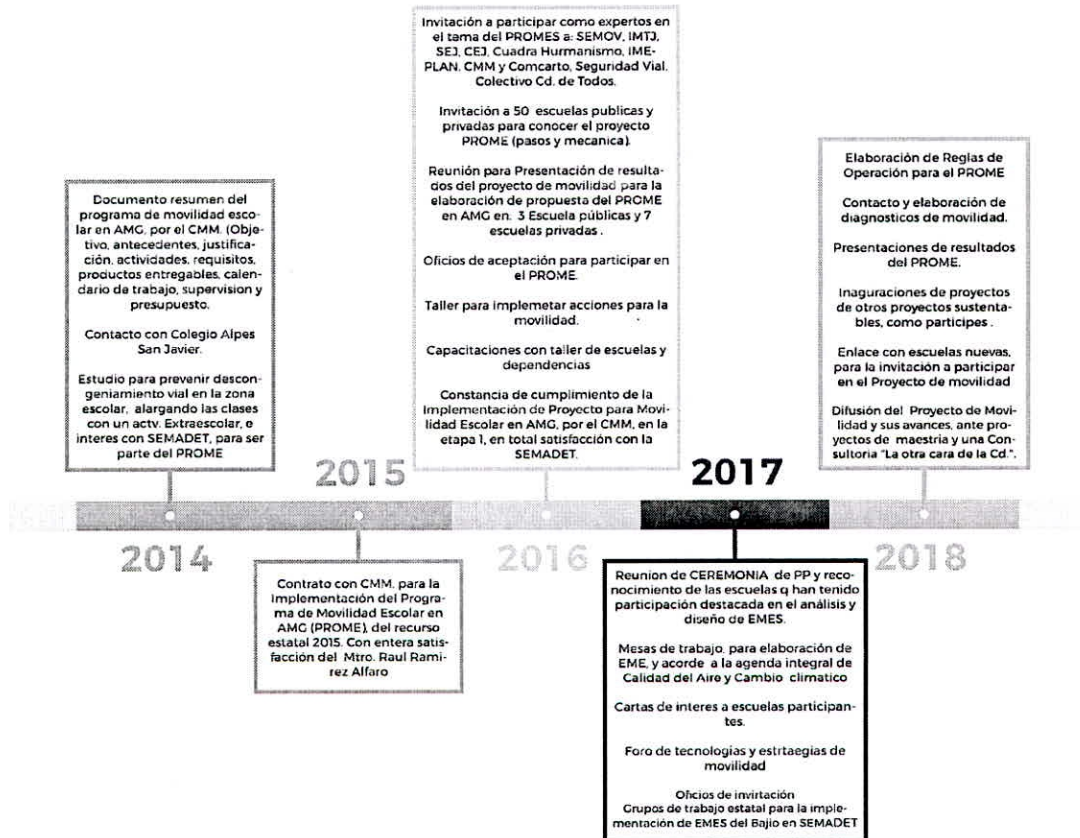 Documento resumen del
programa de movilidad esco-
lar en AMG, por el CMM. (Obje-
tivo, antecedentes, justifica-
ción, actividades, requisitos,
productos entregables, calen-
dario de trabajo, supervision y
presupuesto.
Contacto con Colegio Alpes
San Javier.
Estudio para prevenir descon-
geniamiento vial en la zona
escolar, alargando las clases
con un actv. Extraescolar, e
interes con SEMADET, para ser
parte del PROME
2014
2015
Contrato con CMM, para la
Implementación del Progra-
ma de Movilidad Escolar en
AMG (PROME), del recurso
estatal 2015. Con entera satis-
facción del Mtro. Raul Rami-
rez Alfaro
Invitación a participar como expertos en
el tama del PROMES a: SEMOV, IMTJ,
SEJ, CEJ, Cuadra Hurmanismo, IME-
PLAN, CMM y Comcarto, Seguridad Vial,
Colectivo Cd. de Todos.
Invitación a 50 escuelas publicas y
privadas para conocer el proyecto
PROME (pasos y mecanica).
Reunión para Presentación de resulta-
dos del proyecto de movilidad para la
elaboración de propuesta del PROME
en AMG en. 3 Escuela públicas y 7
escuelas privadas .
Oficios de aceptación para participar en
el PROME.
Taller para implemetar acciones para la
movilidad.
Capacitaciones con taller de escuelas y
dependencias
Constancia de cumplimiento de la
Implementación de Proyecto para Movi-
lidad Escolar en AMG, por el CMM, en la
etapa 1, en total satisfacción con la
SEMADET.
2016
2017
Reunion de CEREMONIA de PP y reco-
nocimiento de las escuelas q han tenido
participación destacada en el análisis y
diseño de EMES.
Mesas de trabajo, para elaboración de
EME, y acorde a la agenda integral de
Calidad del Aire y Cambio climatico
Cartas de interes a escuelas participan-
tes.
Foro de tecnologias y estrtaegias de
movilidad
Oficios de invirtación
Grupos de trabajo estatal para la imple-
mentación de EMES del Bajio en SEMADET
Elaboración de Reglas de
Operación para el PROME
Contacto y elaboración de
diagnosticos de movilidad.
Presentaciones de resultados
del PROME.
Inaguraciones de proyectos
de otros proyectos sustenta-
bles, como participes .
Enlace con escuelas nuevas,
para la invitación a participar
en el Proyecto de movilidad
Difusión del Proyecto de Movi-
lidad y sus avances, ante pro-
yectos de maestria y una Con-
sultoria "La otra cara de la Cd.".
2018